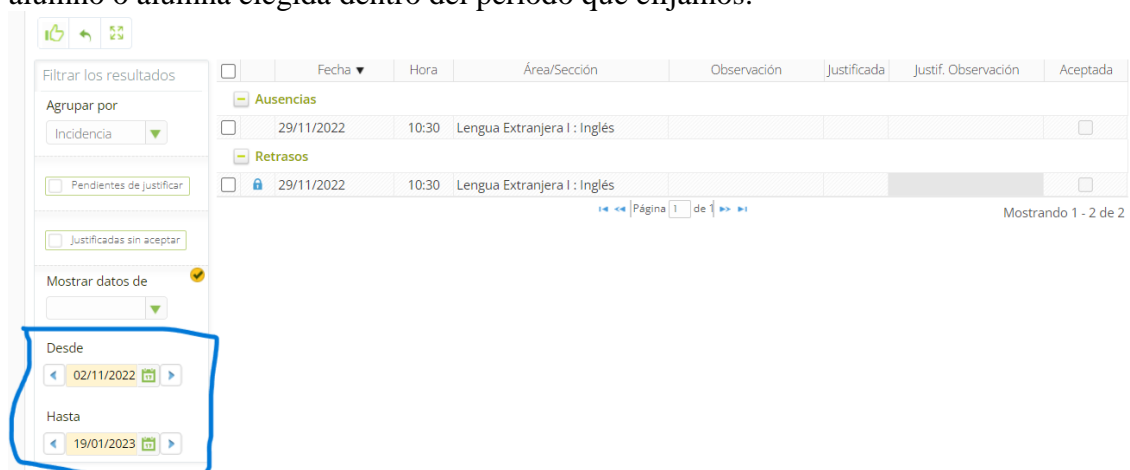 alumno o alumna elegida dentro del periodo que elijamos.
Filtrar los resultados
Agrupar por
Incidencia
Pendientes de justificar
Justificadas sin aceptar
Mostrar datos de
Desde
02/11/2022
Hasta
19/01/2023
Fecha ▼ Hora Área/Sección Observación Justificada Justif. Observación Aceptada
Ausencias
29/11/2022 10:30 Lengua Extranjera I : Inglés
Retrasos
29/11/2022 10:30 Lengua Extranjera I : Inglés
Página 1 de 1
Mostrando 1 - 2 de 2